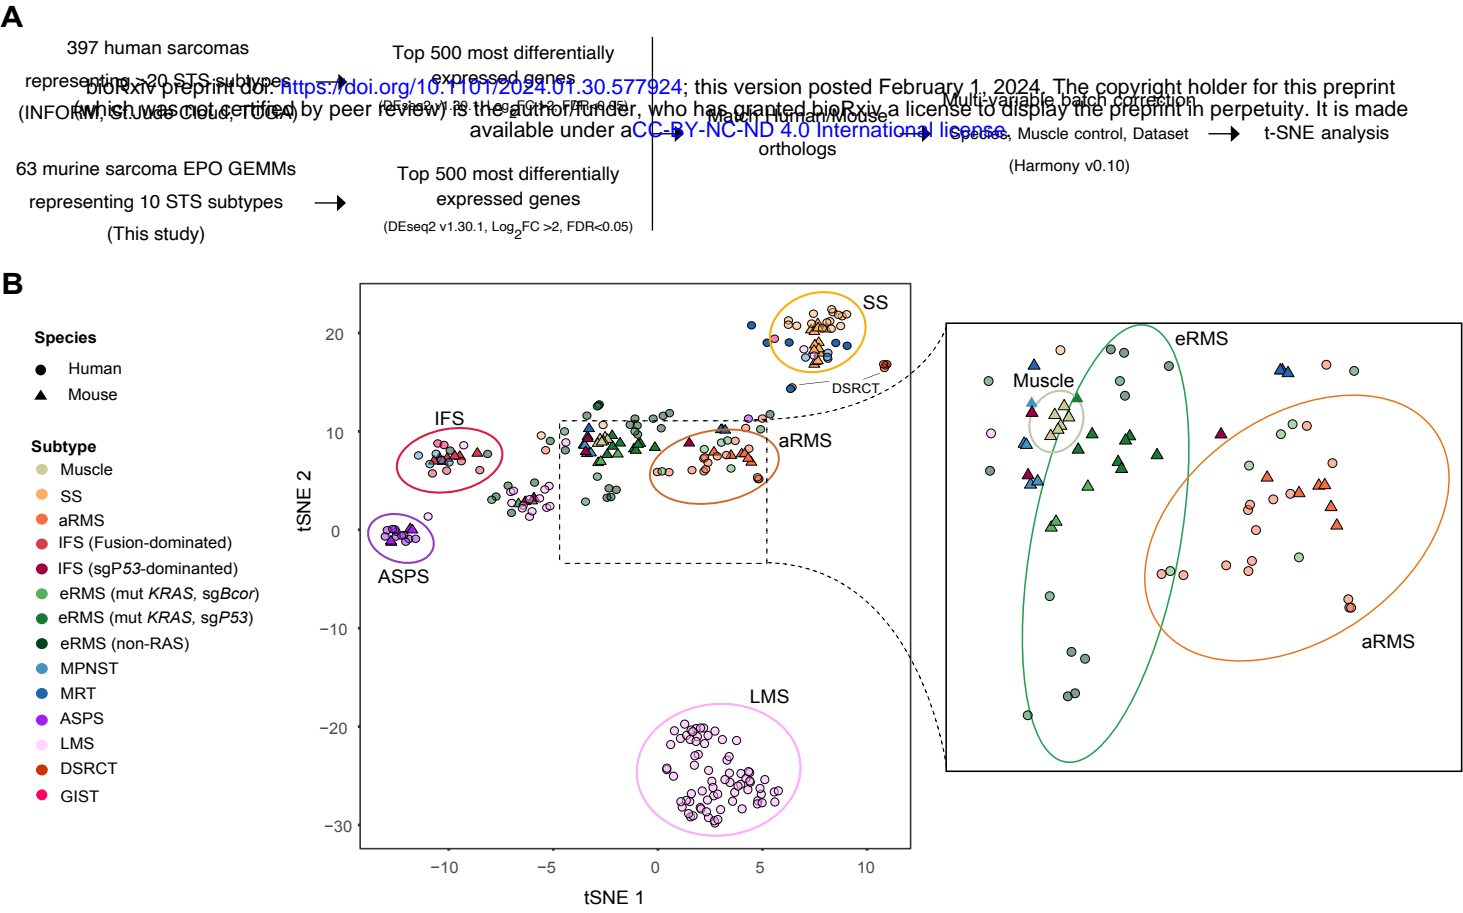 A
397 human sarcomas
representing >20 STS subtypes
(INFORM, St.Jude Cloud, TCGA)
Top 500 most differentially
expressed genes
(DEseq2 v1.30.1, Log2FC >2, FDR<0.05)
bioRxiv preprint doi: https://doi.org/10.1101/2024.01.30.577924; this version posted February 1, 2024. The copyright holder for this preprint
(which was not certified by peer review) is the author/funder, who has granted bioRxiv a license to display the preprint in perpetuity. It is made
available under aCC-BY-NC-ND 4.0 International license.
63 murine sarcoma EPO GEMMs
representing 10 STS subtypes
(This study)
Top 500 most differentially
expressed genes
(DEseq2 v1.30.1, Log2FC >2, FDR<0.05)
Match Human/Mouse
orthologs
Multi-variable batch correction
Species, Muscle control, Dataset
(Harmony v0.10)
t-SNE analysis
B
Species
Human
Mouse
Subtype
Muscle
SS
aRMS
IFS (Fusion-dominated)
IFS (sgP53-dominanted)
eRMS (mut KRAS, sgBcor)
eRMS (mut KRAS, sgP53)
eRMS (non-RAS)
MPNST
MRT
ASPS
LMS
DSRCT
GIST
tSNE 2
20
10
0
−10
−20
−30
−10
−5
0
5
10
tSNE 1
SS
DSRCT
IFS
aRMS
ASPS
LMS
eRMS
Muscle
aRMS